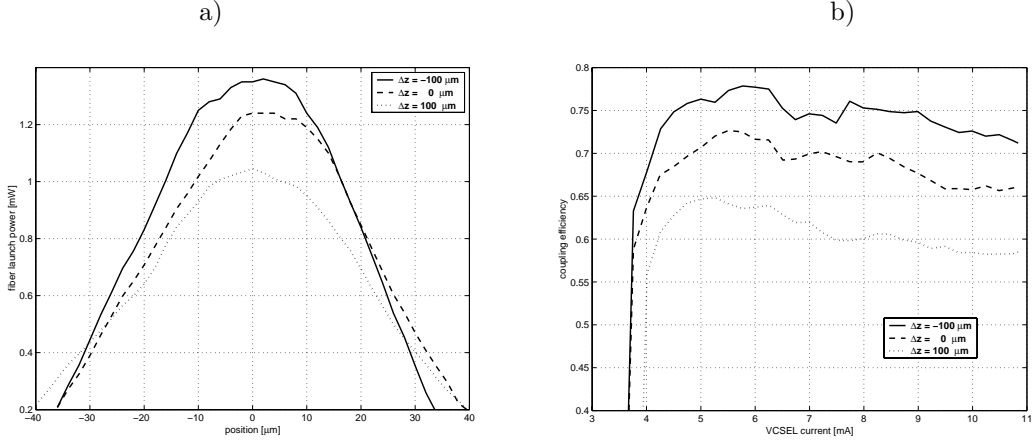 a)
b)
Δz = −100 μm
Δz = 0 μm
Δz = 100 μm
1.2
1
0.8
0.6
0.4
0.2
fiber launch power [mW]
−40 −30 −20 −10 0 10 20 30 40
position [μm]
0.8
0.75
0.7
0.65
0.6
0.55
0.5
0.45
0.4
coupling efficiency
Δz = −100 μm
Δz = 0 μm
Δz = 100 μm
3 4 5 6 7 8 9 10 11
VCSEL current [mA]